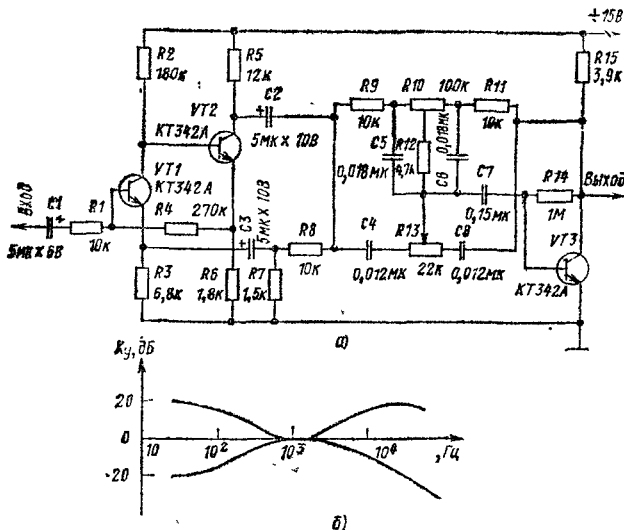 ÷15В
R2
180к
R5
12к
R15
3,9к
VT2
КТ342А
C2
5мк × 10В
R9
10к
R10
100к
R11
10к
C5
0,018мк
R12
4,7к
0,018мк
C6
C7
0,15мк
R14
1М
Выход
VT3
КТ342А
Вход
C1
5мк×6В
R1
10к
VT1
КТ342А
R4
270к
C3
5мк × 10В
R8
10к
C4
0,012мк
R13
22к
C8
0,012мк
R3
6,8к
R6
1,8к
R7
1,5к
а)
Kу, дБ
20
0
-20
10
10²
10³
10⁴
, Гц
б)